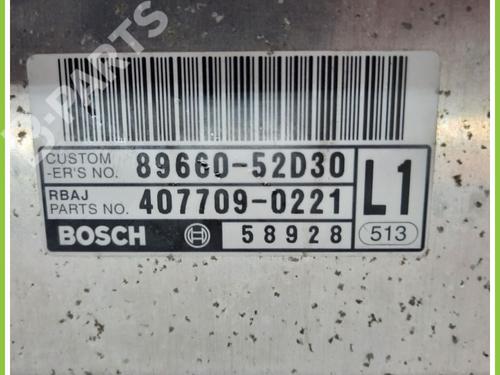 B-PARTS
CUSTOM
-ER'S NO. 89660-52D30
RBAJ
PARTS NO. 407709-0221
L1
BOSCH 58928
513